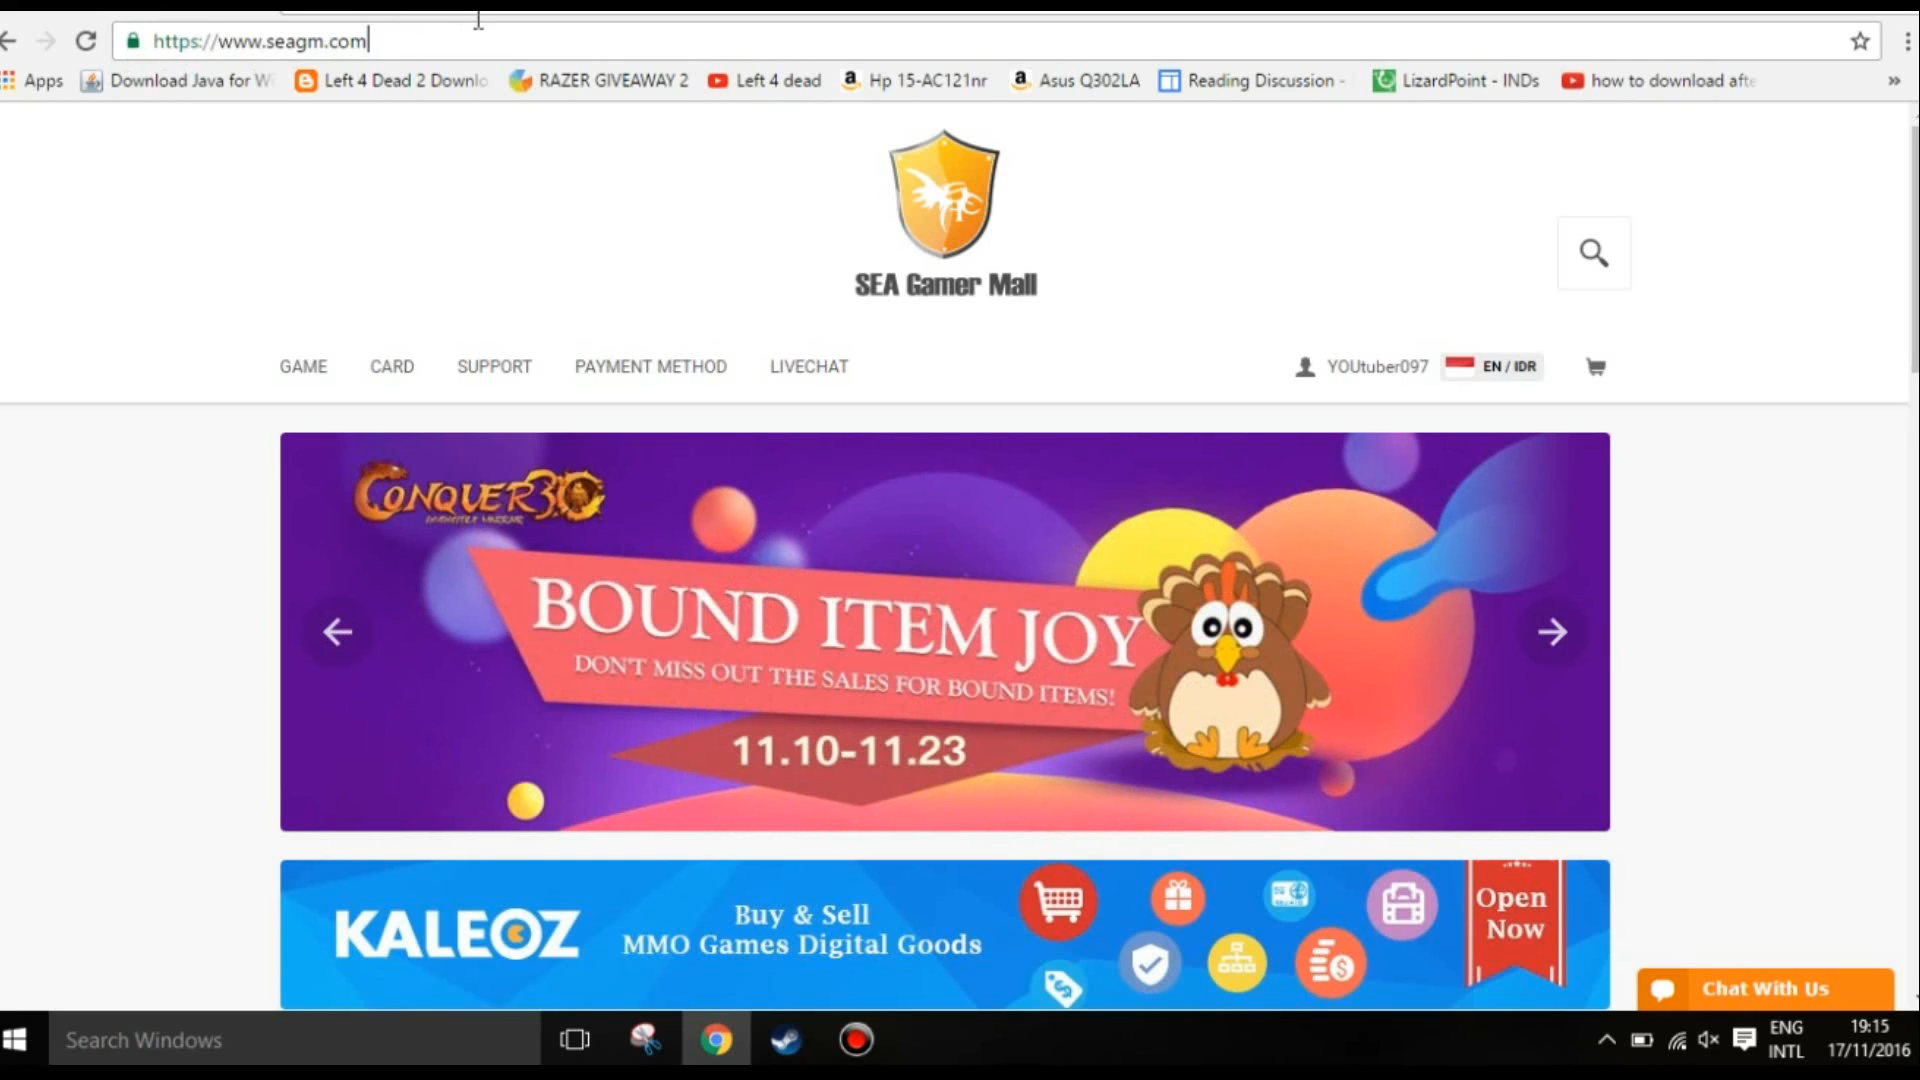 https://www.seagm.com
Apps
Download Java for Wi
Left 4 Dead 2 Downlo
RAZER GIVEAWAY 2
Left 4 dead
Hp 15-AC121nr
Asus Q302LA
Reading Discussion -
LizardPoint - INDs
how to download afte
SEA Gamer Mall
GAME
CARD
SUPPORT
PAYMENT METHOD
LIVECHAT
YOUtuber097
EN / IDR
CONQUER 3.0
BOUND ITEM JOY
DON'T MISS OUT THE SALES FOR BOUND ITEMS!
11.10-11.23
KALEOZ
Buy & Sell
MMO Games Digital Goods
Open
Now
Chat With Us
Search Windows
ENG
INTL
19:15
17/11/2016